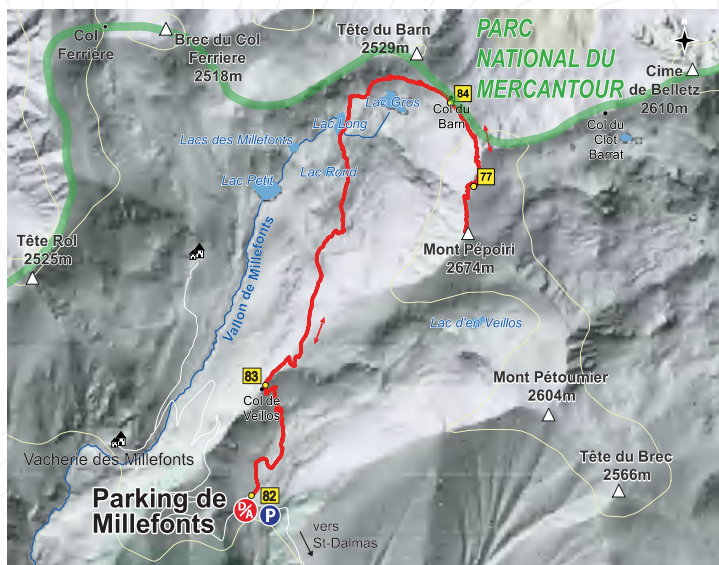 Col
Ferrière
Brec du Col
Ferriere
2518m
Tête du Barn
2529m
PARC
NATIONAL DU
MERCANTOUR
N
Cime
de Belletz
2610m
84
Col du
Barn
Lac Gros
Lac Long
Lacs des Millefonts
Col du
Clot
Barrat
Lac Petit
Lac Rond
77
Tête Rol
2525m
Mont Pépoiri
2674m
Vallon de Millefonts
Lac d'en Veillos
83
Col de
Veillos
Mont Pétoumier
2604m
Vacherie des Millefonts
Tête du Brec
2566m
Parking de
Millefonts
82
D/A
P
vers
St-Dalmas